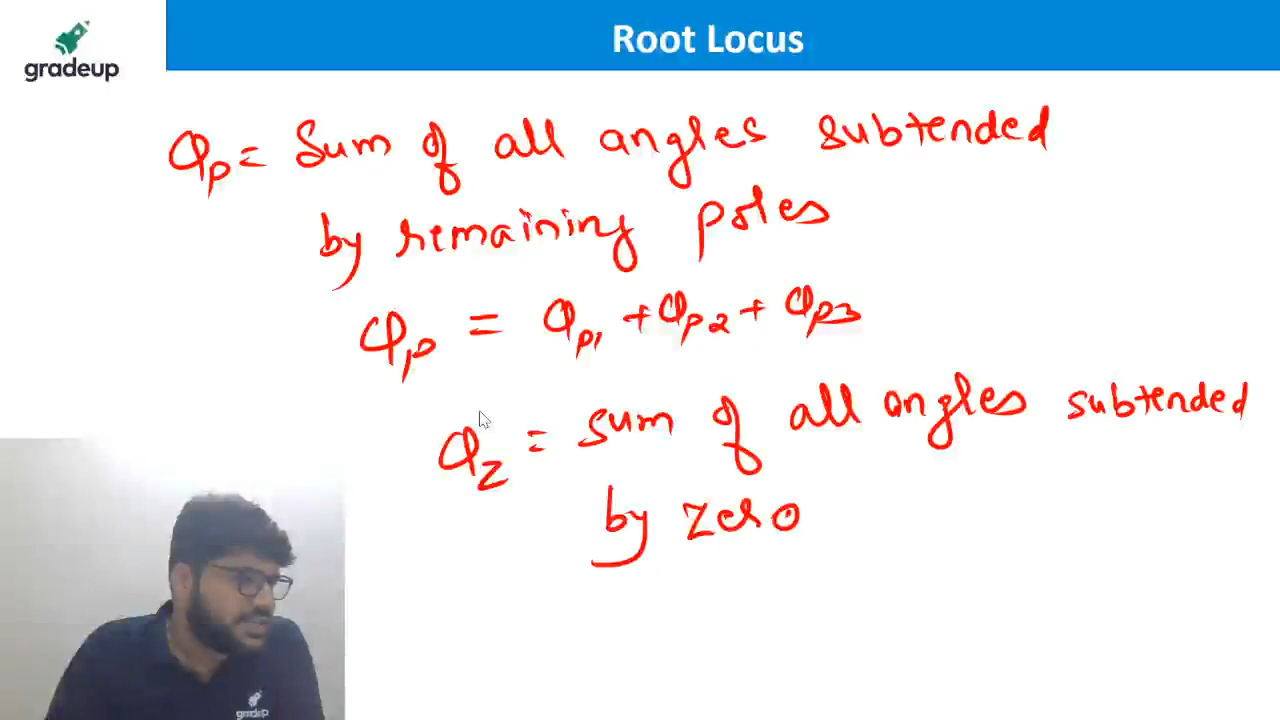 gradeup
Root Locus
Φp = Sum of all angles subtended
by remaining poles
Φp = Φp1 + Φp2 + Φp3
Φz = sum of all angles subtended
by zero
gradeup